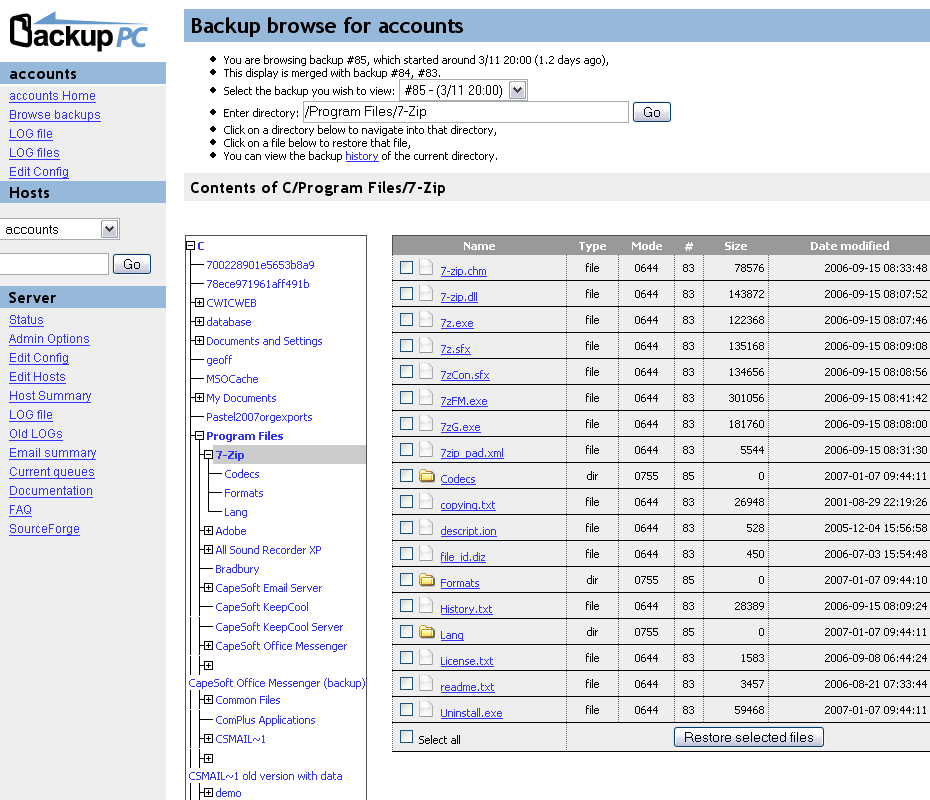 BackupPC
accounts
accounts Home
Browse backups
LOG file
LOG files
Edit Config
Hosts
accounts
Go
Server
Status
Admin Options
Edit Config
Edit Hosts
Host Summary
LOG file
Old LOGs
Email summary
Current queues
Documentation
FAQ
SourceForge
Backup browse for accounts
You are browsing backup #85, which started around 3/11 20:00 (1.2 days ago),
This display is merged with backup #84, #83.
Select the backup you wish to view: #85 - (3/11 20:00)
Enter directory: /Program Files/7-Zip Go
Click on a directory below to navigate into that directory,
Click on a file below to restore that file,
You can view the backup history of the current directory.
Contents of C/Program Files/7-Zip
C
700228901e5653b8a9
78ece971961aff491b
CWICWEB
database
Documents and Settings
geoff
MSOCache
My Documents
Pastel2007orgexports
Program Files
7-Zip
Codecs
Formats
Lang
Adobe
All Sound Recorder XP
Bradbury
CapeSoft Email Server
CapeSoft KeepCool
CapeSoft KeepCool Server
CapeSoft Office Messenger
CapeSoft Office Messenger (backup)
Common Files
ComPlus Applications
CSMAIL~1
CSMAIL~1 old version with data
demo
Name Type Mode # Size Date modified
7-zip.chm file 0644 83 78576 2006-09-15 08:33:48
7-zip.dll file 0644 83 143872 2006-09-15 08:07:52
7z.exe file 0644 83 122368 2006-09-15 08:07:46
7z.sfx file 0644 83 135168 2006-09-15 08:09:08
7zCon.sfx file 0644 83 134656 2006-09-15 08:08:56
7zFM.exe file 0644 83 301056 2006-09-15 08:41:42
7zG.exe file 0644 83 181760 2006-09-15 08:08:00
7zip_pad.xml file 0644 83 5544 2006-09-15 08:31:30
Codecs dir 0755 85 0 2007-01-07 09:44:11
copying.txt file 0644 83 26948 2001-08-29 22:19:26
descript.ion file 0644 83 528 2005-12-04 15:56:58
file_id.diz file 0644 83 450 2006-07-03 15:54:48
Formats dir 0755 85 0 2007-01-07 09:44:10
History.txt file 0644 83 28389 2006-09-15 08:09:24
Lang dir 0755 85 0 2007-01-07 09:44:11
License.txt file 0644 83 1583 2006-09-08 06:44:24
readme.txt file 0644 83 3457 2006-08-21 07:33:44
Uninstall.exe file 0644 83 59468 2007-01-07 09:44:11
Select all Restore selected files